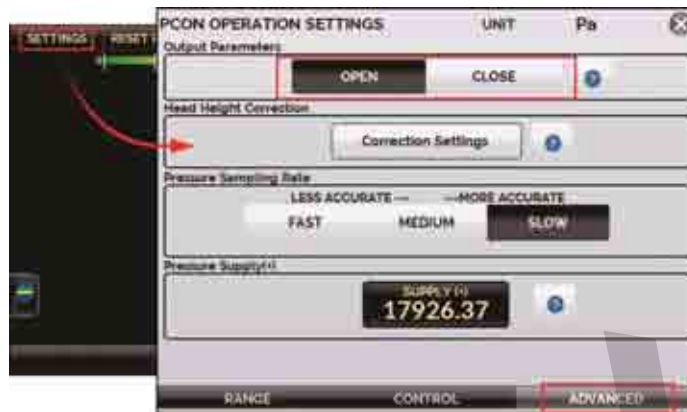 SETTINGS RESET
PCON OPERATION SETTINGS UNIT Pa
Output Parameters
OPEN CLOSE
Head Height Correction
Correction Settings
Pressure Sampling Rate
LESS ACCURATE --- ---MORE ACCURATE
FAST MEDIUM SLOW
Pressure Supply(+)
SUPPLY (+)
17926.37
RANGE CONTROL ADVANCED